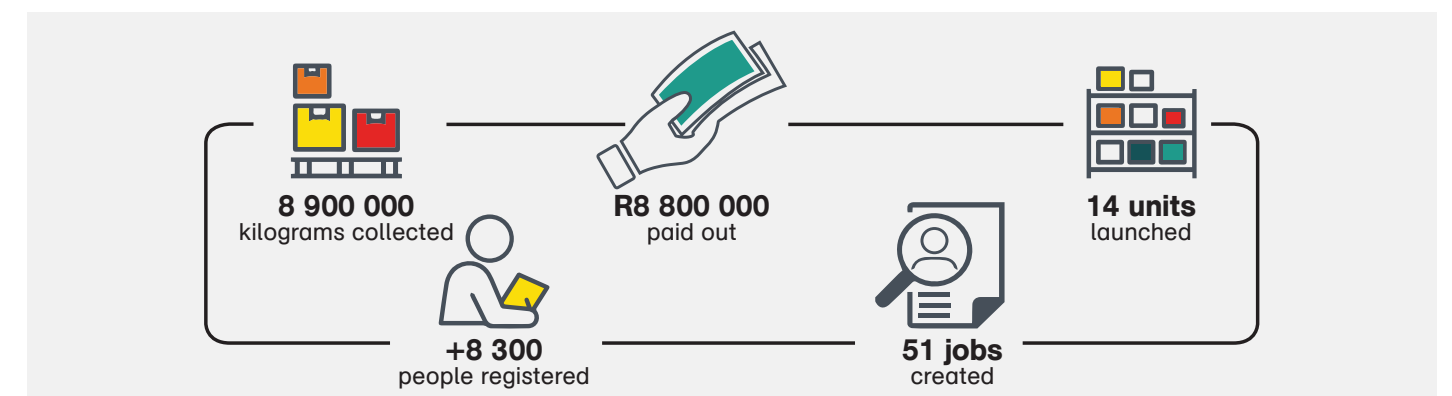 8 900 000
kilograms collected
R8 800 000
paid out
14 units
launched
+8 300
people registered
51 jobs
created